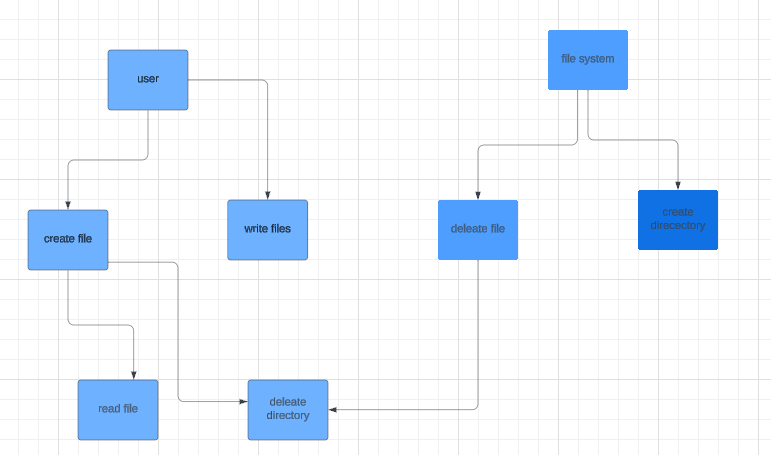 user
file system
create file
write files
deleate file
create
direcectory
read file
deleate
directory